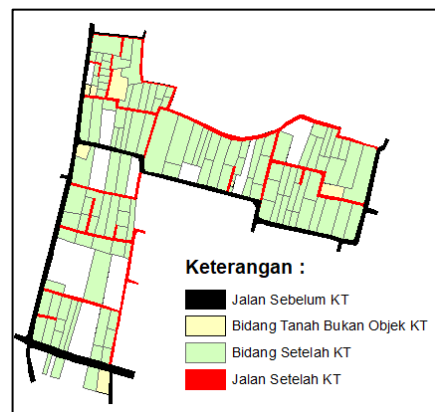 Keterangan :
Jalan Sebelum KT
Bidang Tanah Bukan Objek KT
Bidang Setelah KT
Jalan Setelah KT